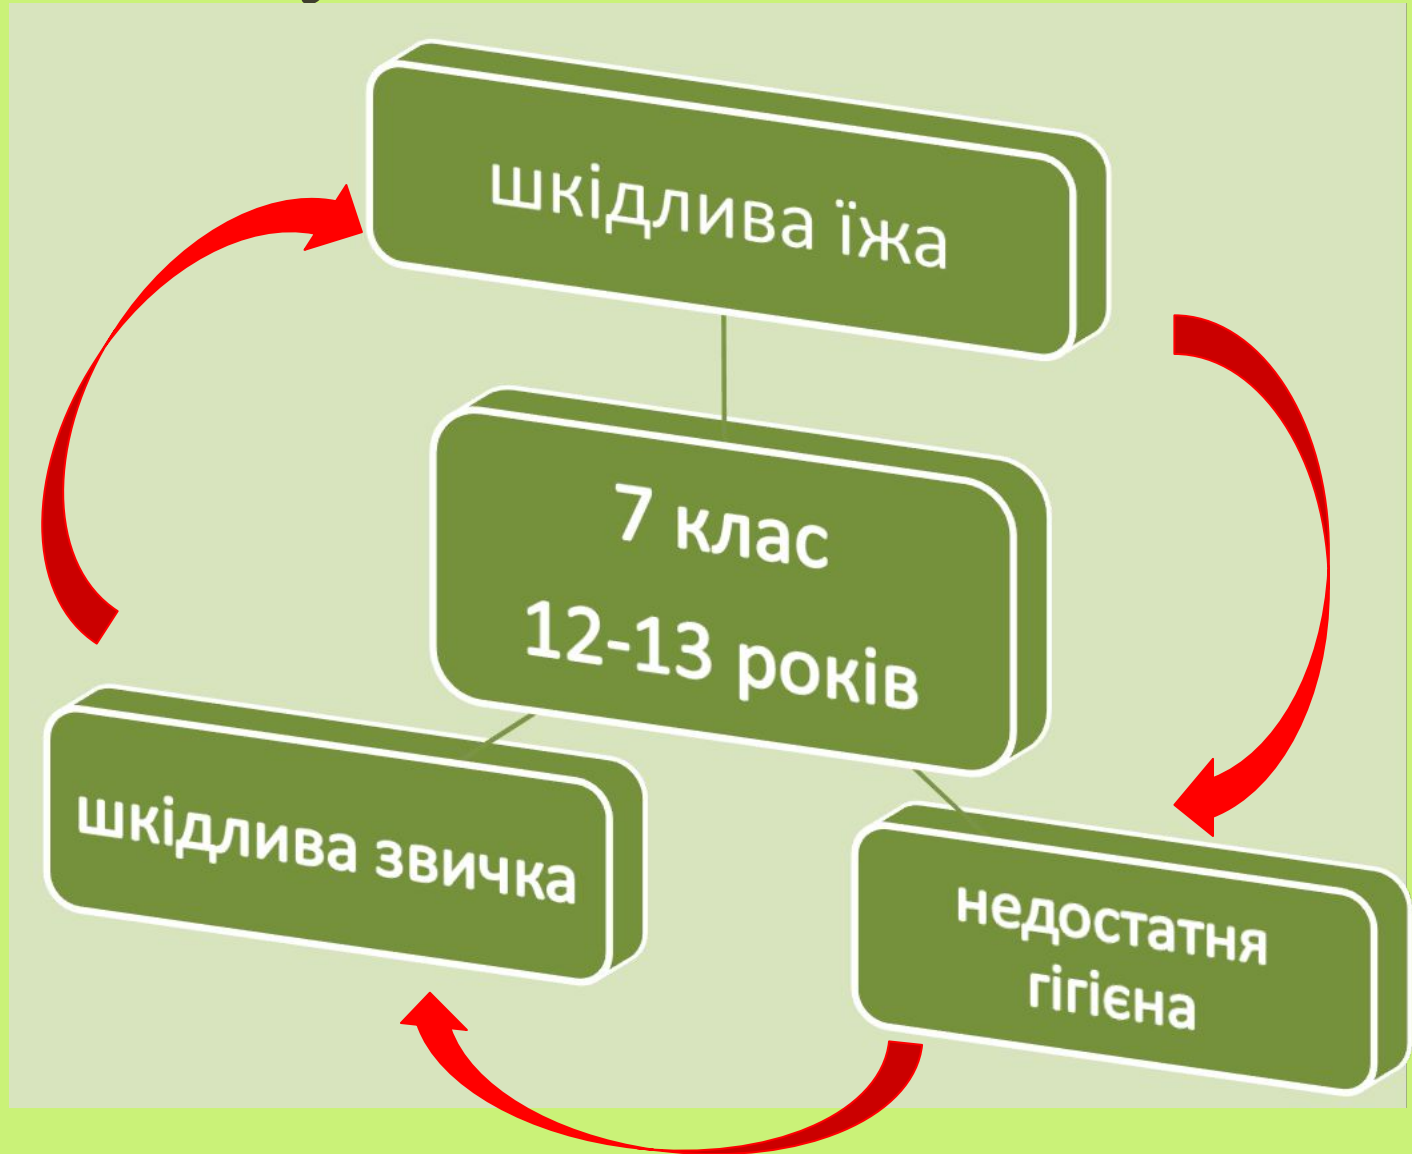 шкідлива їжа
7 клас
12-13 років
шкідлива звичка
недостатня
гігієна